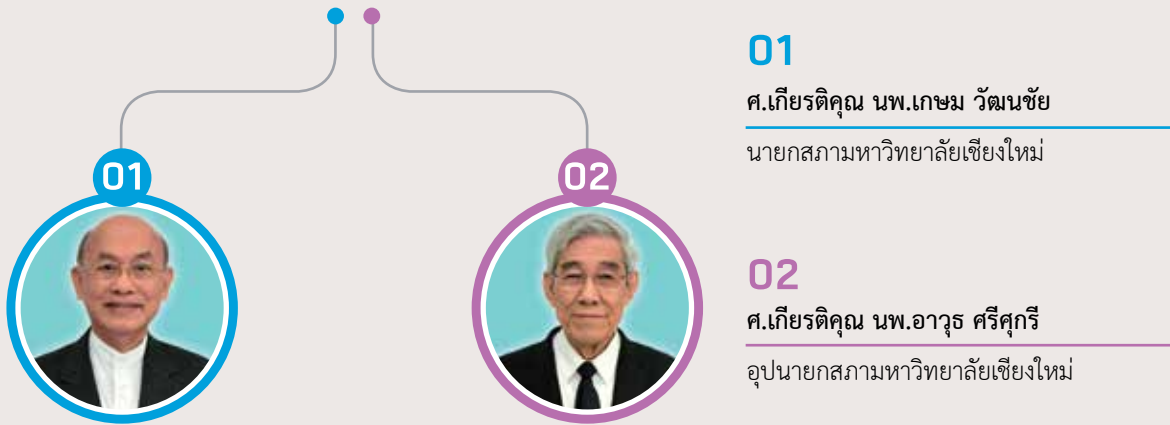 01
02
01
ศ.เกียรติคุณ นพ.เกษม วัฒนชัย
นายกสภามหาวิทยาลัยเชียงใหม่
02
ศ.เกียรติคุณ นพ.อาวุธ ศรีศุกรี
อุปนายกสภามหาวิทยาลัยเชียงใหม่